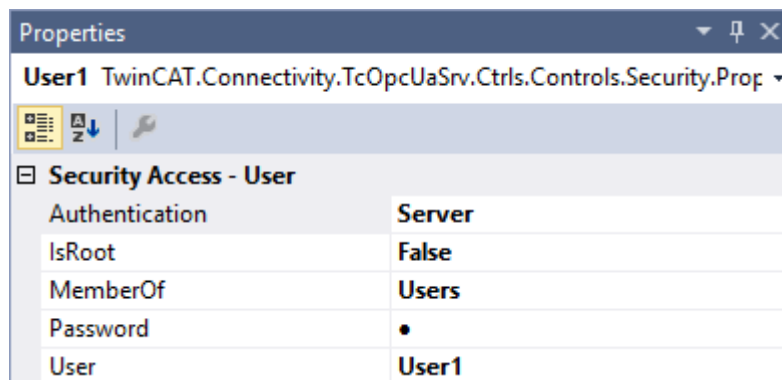 Properties
User1 TwinCAT.Connectivity.TcOpcUaSrv.Ctrls.Controls.Security.Prop
Security Access - User
Authentication Server
IsRoot False
MemberOf Users
Password ●
User User1